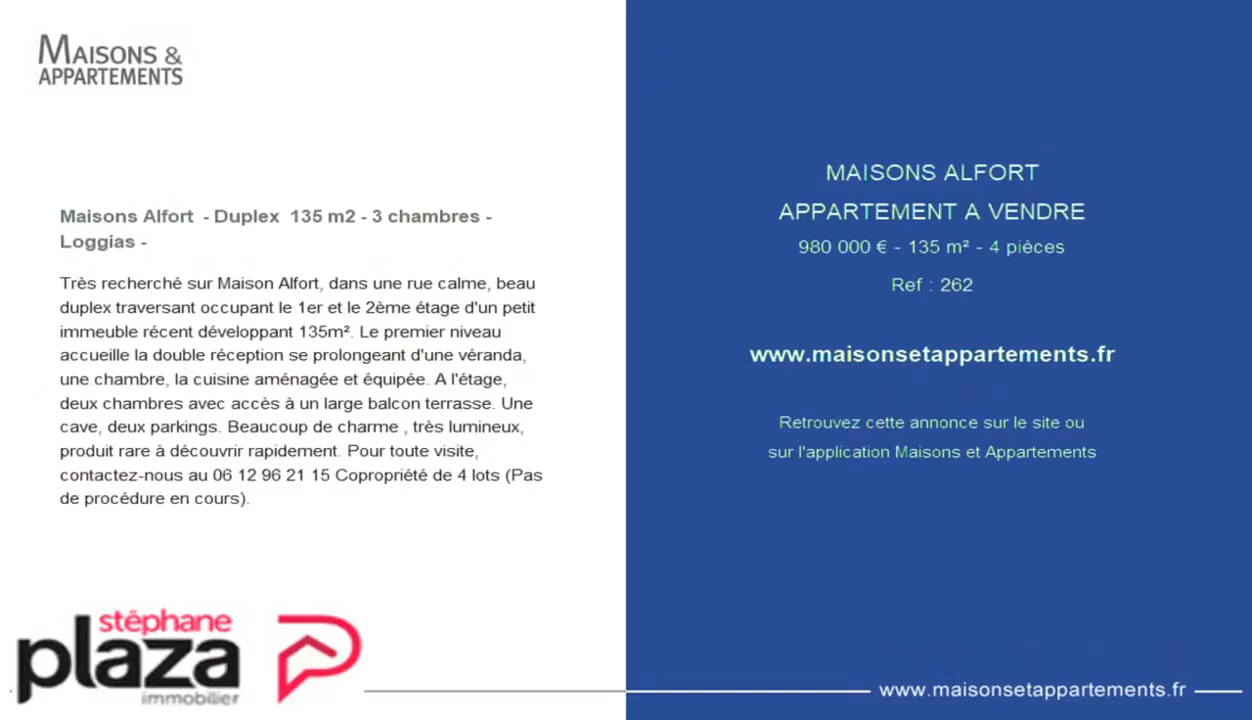 MAISONS &
APPARTEMENTS
Maisons Alfort  - Duplex  135 m2 - 3 chambres -
Loggias -
Très recherché sur Maison Alfort, dans une rue calme, beau
duplex traversant occupant le 1er et le 2ème étage d'un petit
immeuble récent développant 135m². Le premier niveau
accueille la double réception se prolongeant d'une véranda,
une chambre, la cuisine aménagée et équipée. A l'étage,
deux chambres avec accès à un large balcon terrasse. Une
cave, deux parkings. Beaucoup de charme , très lumineux,
produit rare à découvrir rapidement. Pour toute visite,
contactez-nous au 06 12 96 21 15 Copropriété de 4 lots (Pas
de procédure en cours).
stéphane
plaza
immobilier
MAISONS ALFORT
APPARTEMENT A VENDRE
980 000 € - 135 m² - 4 pièces
Ref : 262
www.maisonsetappartements.fr
Retrouvez cette annonce sur le site ou
sur l'application Maisons et Appartements
www.maisonsetappartements.fr